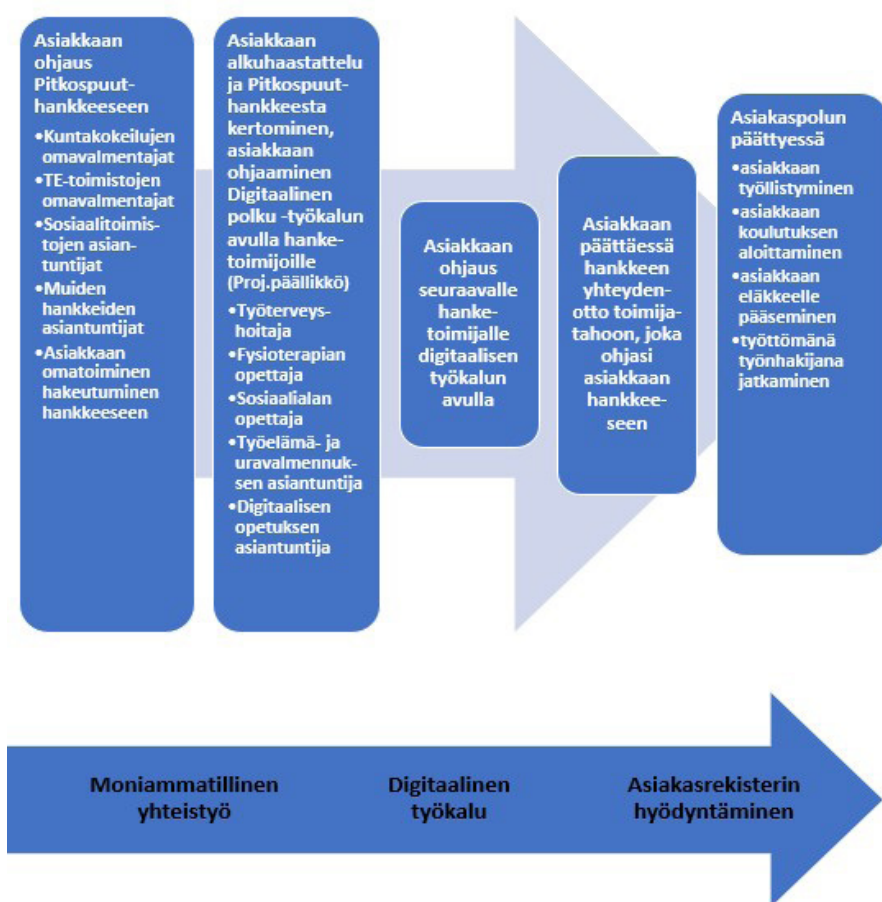 Asiakkaan
ohjaus
Pitkospuut-
hankkeeseen
•Kuntakokeilujen
omavalmentajat
•TE-toimistojen
omavalmentajat
•Sosiaalitoimis-
tojen asian-
tuntijat
•Muiden
hankkeiden
asiantuntijat
•Asiakkaan
omatoiminen
hakeutuminen
hankkeeseen
Asiakkaan
alkuhaastattelu
ja Pitkospuut-
hankkeesta
kertominen,
asiakkaan
ohjaaminen
Digitaalinen
polku -työkalun
avulla hanke-
toimijoille
(Proj.päällikkö)
•Työterveys-
hoitaja
•Fysioterapian
opettaja
•Sosiaalialan
opettaja
•Työelämä- ja
uravalmennuk-
sen asiantuntija
•Digitaalisen
opetuksen
asiantuntija
Asiakkaan
ohjaus
seuraavalle
hanke-
toimijalle
digitaalisen
työkalun
avulla
Asiakkaan
päättäessä
hankkeen
yhteyden-
otto toimija-
tahoon, joka
ohjasi
asiakkaan
hankkee-
seen
Asiakaspolun
päättyessä
•asiakkaan
työllistyminen
•asiakkaan
koulutuksen
aloittaminen
•asiakkaan
eläkkeelle
pääseminen
•työttömänä
työnhakijana
jatkaminen
Moniammatillinen
yhteistyö
Digitaalinen
työkalu
Asiakasrekisterin
hyödyntäminen